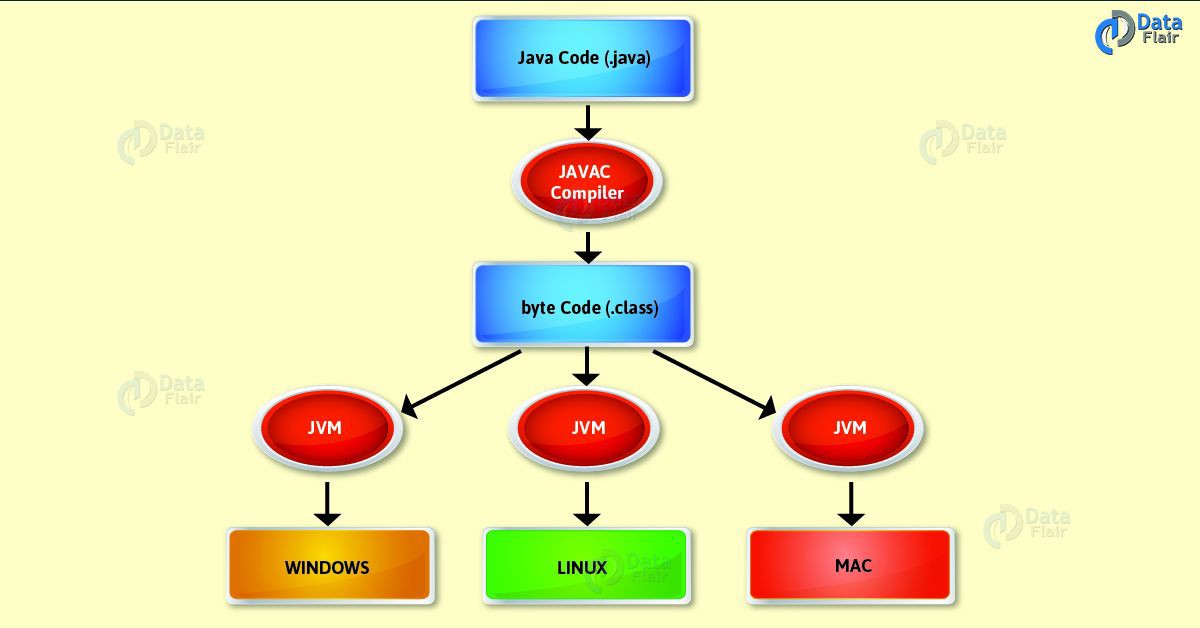 Data
Flair
Java Code (.java)
Data
Flair
Data
Flair
JAVAC
Compiler
byte Code (.class)
Data
Flair
JVM
JVM
JVM
Data
Flair
WINDOWS
LINUX
Data
Flair
MAC